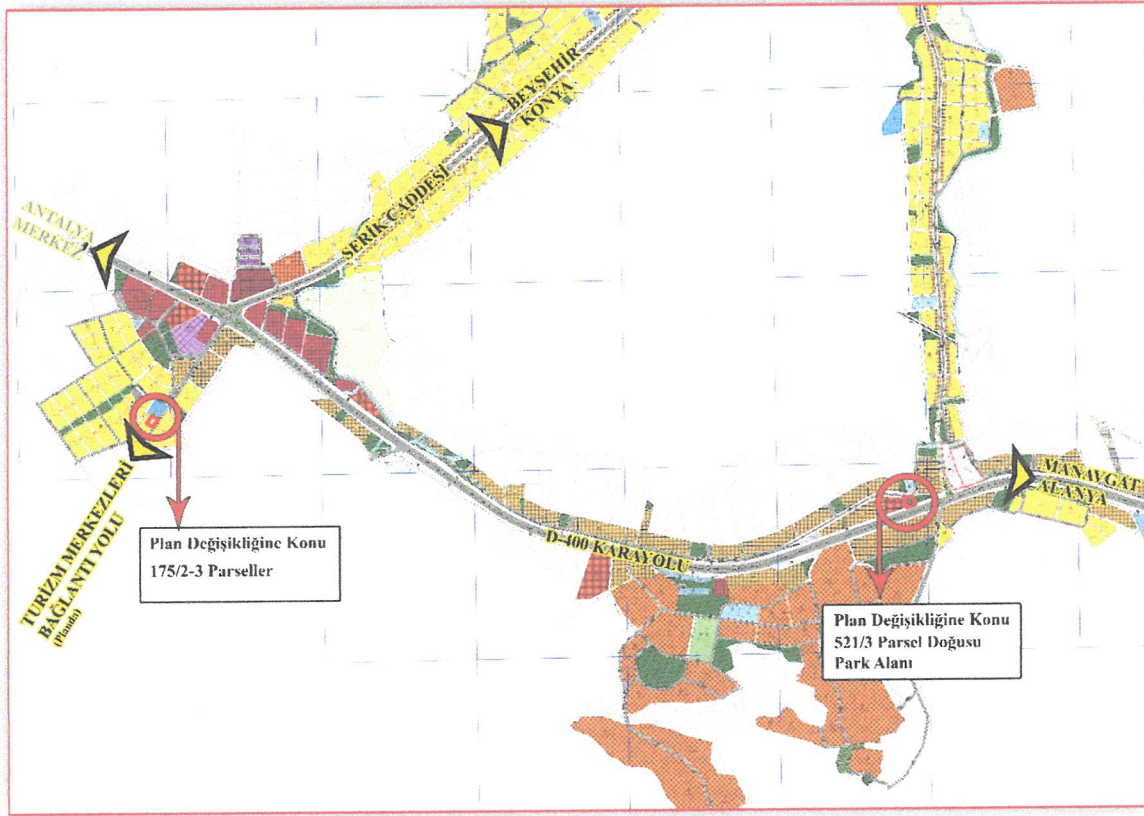 BEYŞEHİR
KONYA
SERİK CADDESİ
ANTALYA
MERKEZ
TURİZM MERKEZLERİ
BAĞLANTI YOLU
(Planda)
Plan Değişikliğine Konu
175/2-3 Parseller
D-400 KARAYOLU
MANAVGAT
ALANYA
Plan Değişikliğine Konu
521/3 Parsel Doğusu
Park Alanı